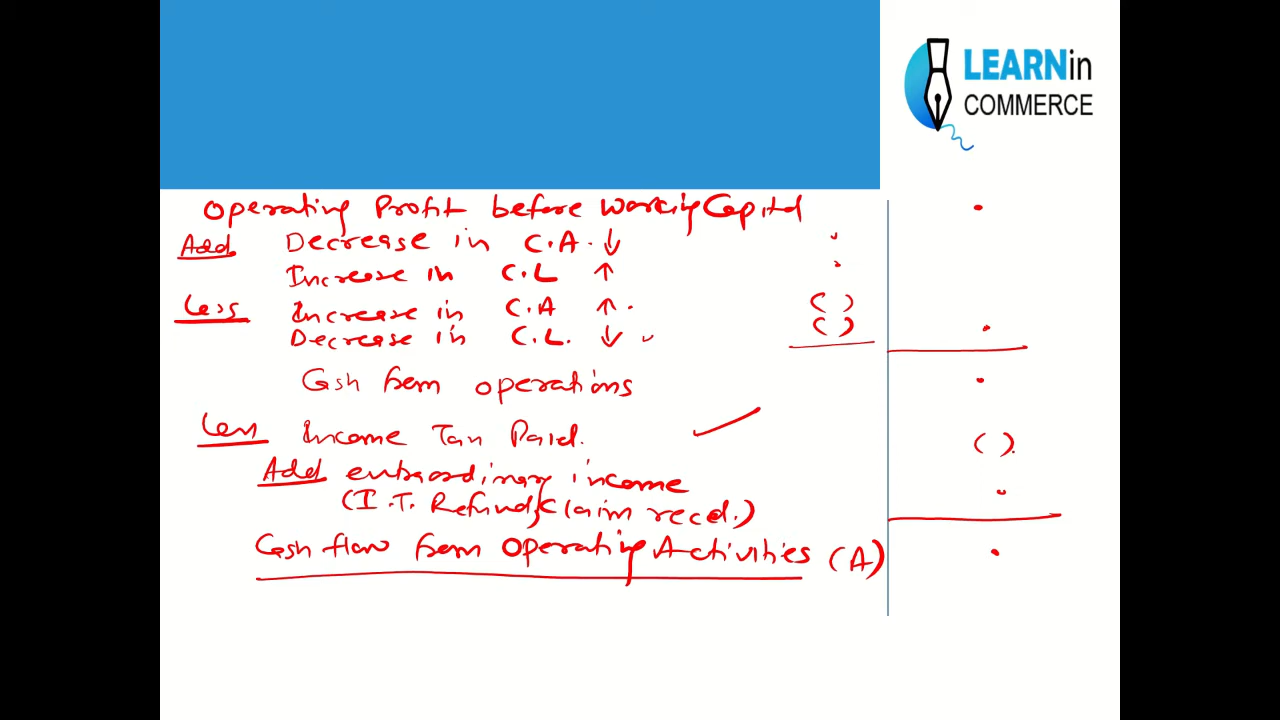 LEARNin
COMMERCE
Operating Profit before Working Capital
Add Decrease in C.A. ↓
Increase in C.L ↑
Less Increase in C.A ↑
Decrease in C.L. ↓
Cash from operations
Less Income Tax Paid.
Add extraordinary income
(I.T. Refund, Claim recd.)
Cash flow from Operating Activities (A)